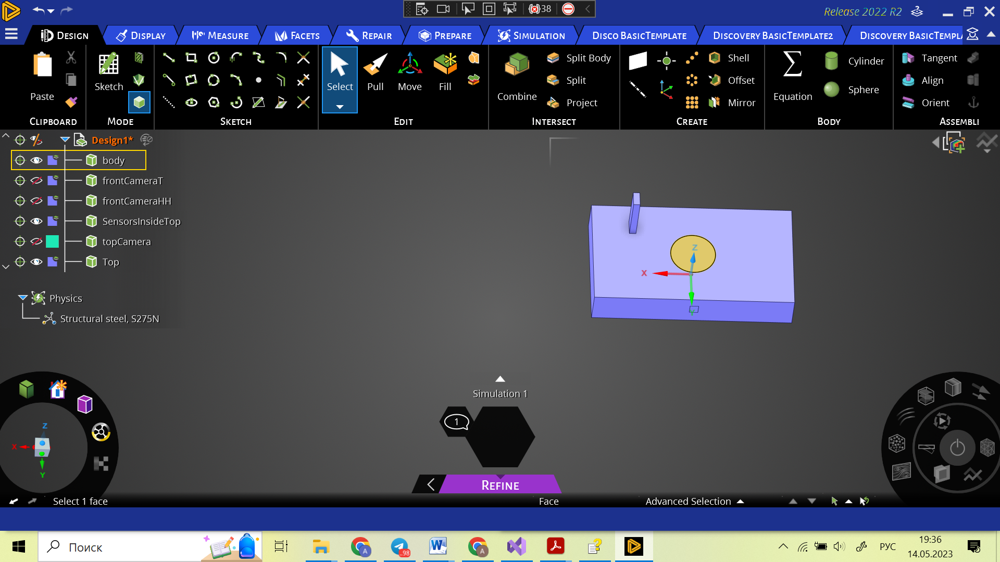 Release 2022 R2
38
Design
Display
Measure
Facets
Repair
Prepare
Simulation
Disco BasicTemplate
Discovery BasicTemplate2
Discovery BasicTempla
Paste
Clipboard
Sketch
Mode
Sketch
Select
Pull
Move
Fill
Edit
Combine
Split Body
Split
Project
Intersect
Shell
Offset
Mirror
Create
Equation
Cylinder
Sphere
Body
Tangent
Align
Orient
Assembli
Design1*
body
frontCameraT
frontCameraHH
SensorsInsideTop
topCamera
Top
Physics
Structural steel, S275N
Z
X
Y
Z
X
Y
Simulation 1
1
Refine
Select 1 face
Face
Advanced Selection
Поиск
..98
РУС
19:36
14.05.2023